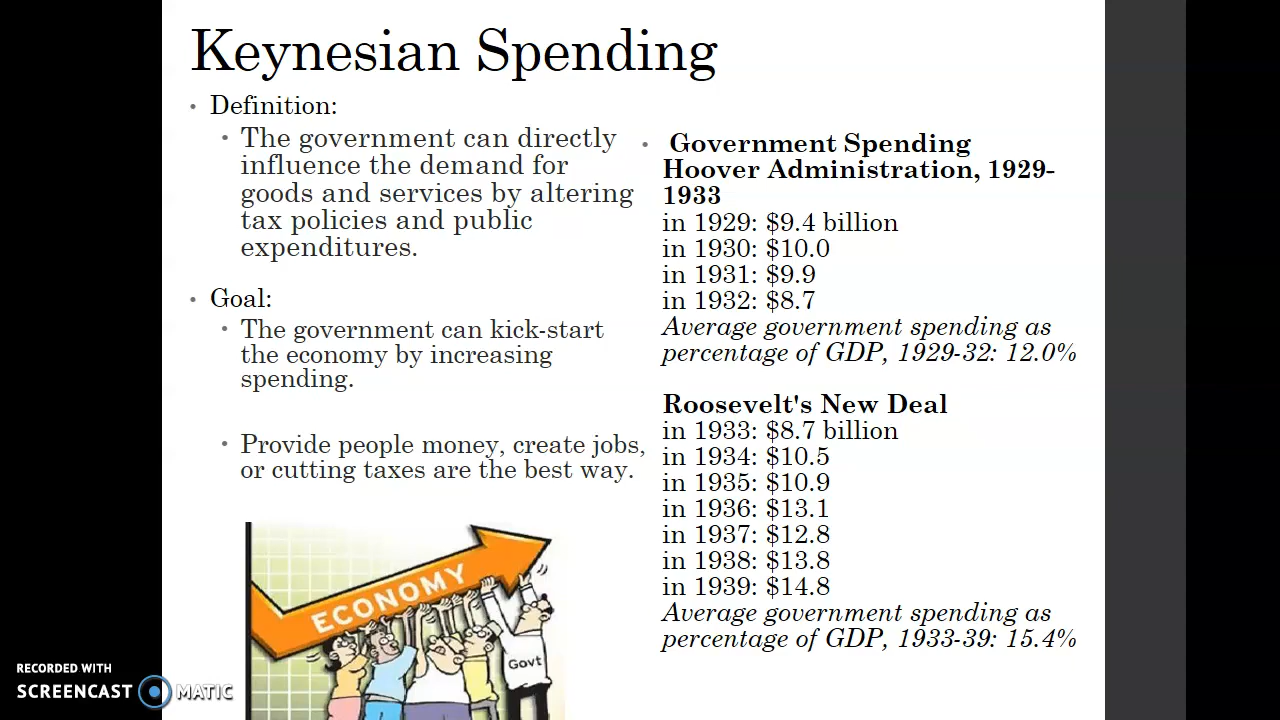 Keynesian Spending
• Definition:
• The government can directly
influence the demand for
goods and services by altering
tax policies and public
expenditures.
• Goal:
• The government can kick-start
the economy by increasing
spending.
• Provide people money, create jobs,
or cutting taxes are the best way.
• Government Spending
Hoover Administration, 1929-
1933
in 1929: $9.4 billion
in 1930: $10.0
in 1931: $9.9
in 1932: $8.7
Average government spending as
percentage of GDP, 1929-32: 12.0%
Roosevelt's New Deal
in 1933: $8.7 billion
in 1934: $10.5
in 1935: $10.9
in 1936: $13.1
in 1937: $12.8
in 1938: $13.8
in 1939: $14.8
Average government spending as
percentage of GDP, 1933-39: 15.4%
ECONOMY
Govt
RECORDED WITH
SCREENCAST MATIC